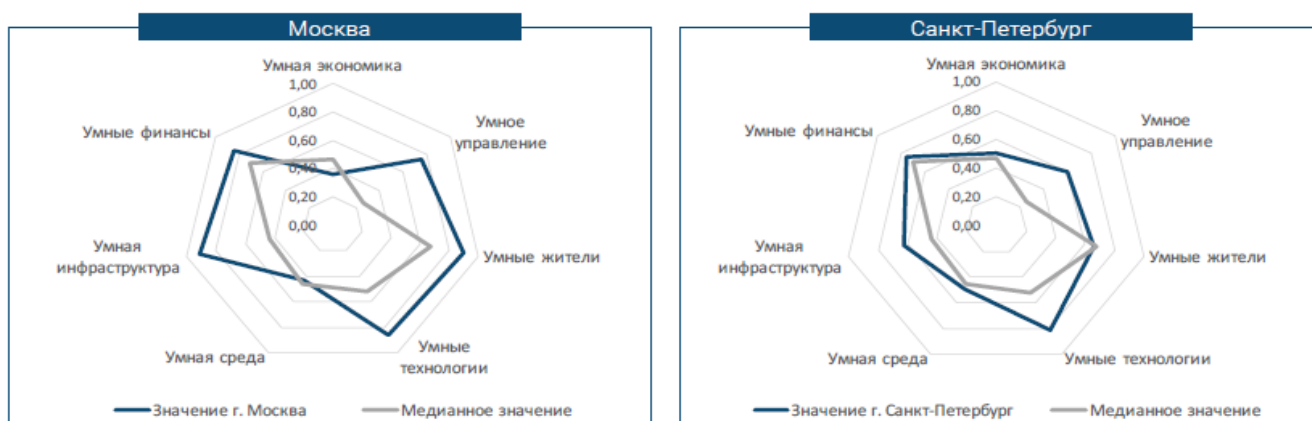 Москва
Умная экономика
1,00
0,80
0,60
0,40
0,20
0,00
Умное
управление
Умные жители
Умные
технологии
Умная среда
Умная
инфраструктура
Умные финансы
Значение г. Москва
Медианное значение
Санкт-Петербург
Умная экономика
1,00
0,80
0,60
0,40
0,20
0,00
Умное
управление
Умные жители
Умные технологии
Умная среда
Умная
инфраструктура
Умные финансы
Значение г. Санкт-Петербург
Медианное значение